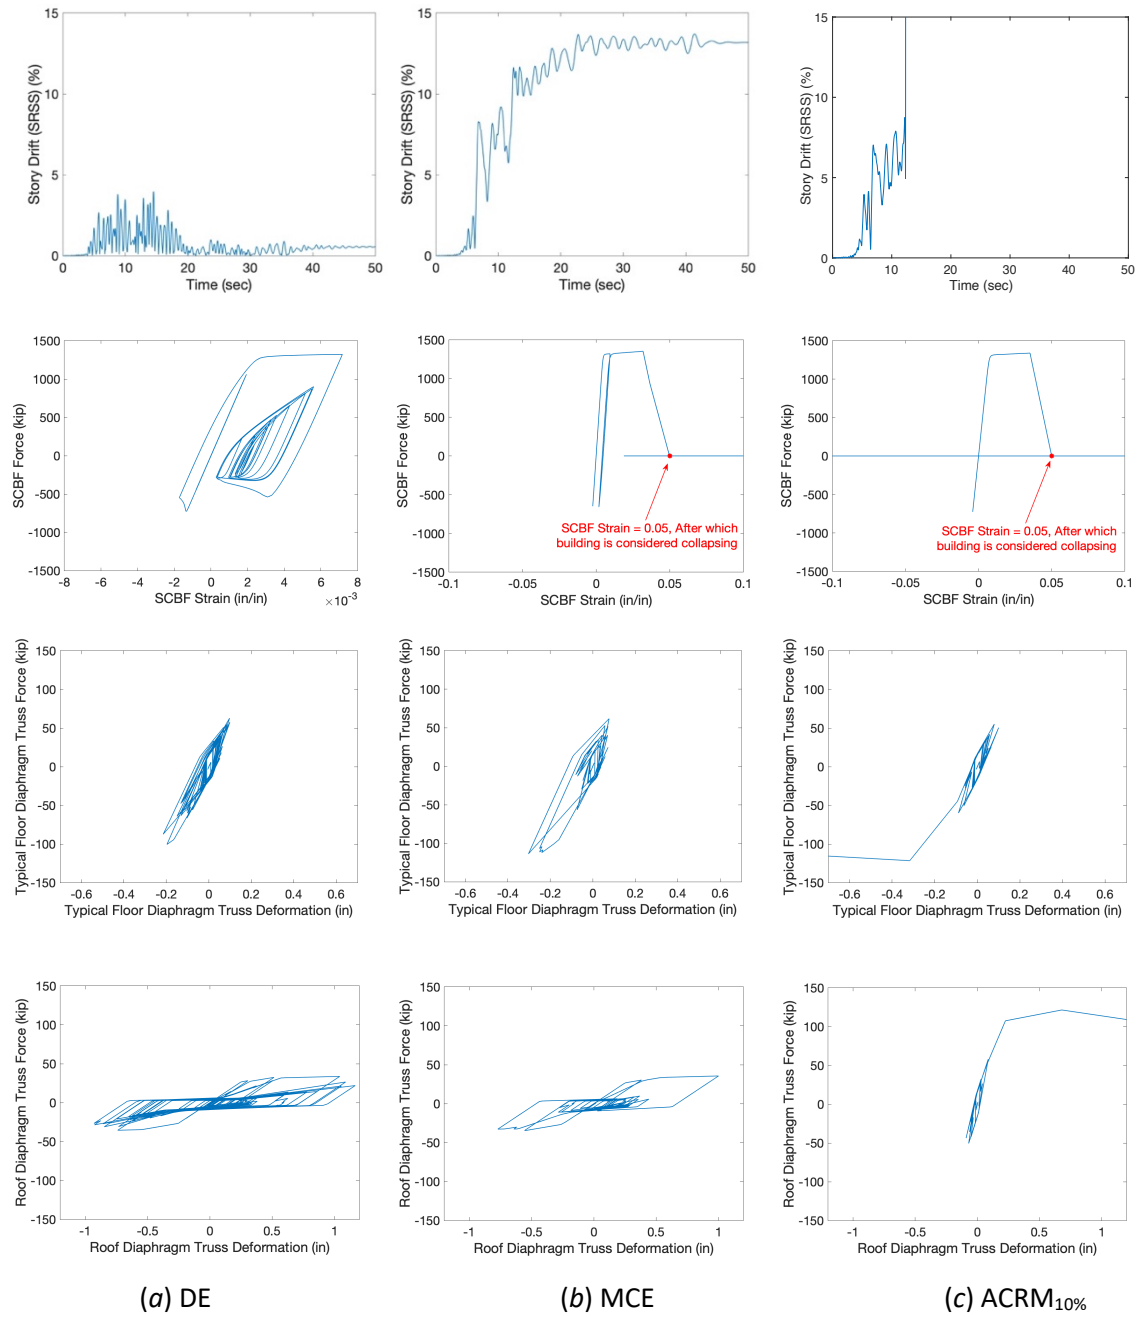 15
10
5
0
0 10 20 30 40 50
Story Drift (SRSS) (%)
Time (sec)
15
10
5
0
0 10 20 30 40 50
Story Drift (SRSS) (%)
Time (sec)
15
10
5
0
0 10 20 30 40 50
Story Drift (SRSS) (%)
Time (sec)
1500
1000
500
0
-500
-1000
1500
-8 -6 -4 -2 0 2 4 6 8
×10-3
SCBF Force (kip)
SCBF Strain (in/in)
1500
1000
500
0
-500
-1000
1500
-0.1 -0.05 0 0.05 0.1
SCBF Force (kip)
SCBF Strain (in/in)
SCBF Strain = 0.05, After which
building is considered collapsing
1500
1000
500
0
-500
-1000
1500
-0.1 -0.05 0 0.05 0.1
SCBF Force (kip)
SCBF Strain (in/in)
SCBF Strain = 0.05, After which
building is considered collapsing
150
100
50
0
-50
-100
-150
-0.6 -0.4 -0.2 0 0.2 0.4 0.6
Typical Floor Diaphragm Truss Force (kip)
Typical Floor Diaphragm Truss Deformation (in)
150
100
50
0
-50
-100
-150
-0.6 -0.4 -0.2 0 0.2 0.4 0.6
Typical Floor Diaphragm Truss Force (kip)
Typical Floor Diaphragm Truss Deformation (in)
150
100
50
0
-50
-100
-150
-0.6 -0.4 -0.2 0 0.2 0.4 0.6
Typical Floor Diaphragm Truss Force (kip)
Typical Floor Diaphragm Truss Deformation (in)
150
100
50
0
-50
-100
-150
-1 -0.5 0 0.5 1
Roof Diaphragm Truss Force (kip)
Roof Diaphragm Truss Deformation (in)
150
100
50
0
-50
-100
-150
-1 -0.5 0 0.5 1
Roof Diaphragm Truss Force (kip)
Roof Diaphragm Truss Deformation (in)
150
100
50
0
-50
-100
-150
-1 -0.5 0 0.5 1
Roof Diaphragm Truss Force (kip)
Roof Diaphragm Truss Deformation (in)
(a) DE
(b) MCE
(c) ACRM10%